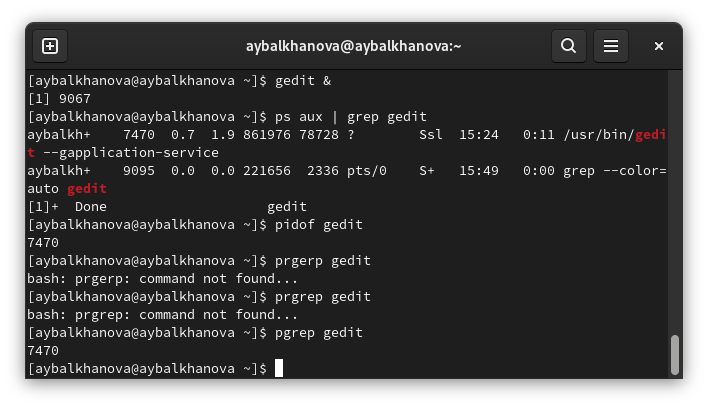 aybalkhanova@aybalkhanova:~
[aybalkhanova@aybalkhanova ~]$ gedit &
[1] 9067
[aybalkhanova@aybalkhanova ~]$ ps aux | grep gedit
aybalkh+    7470  0.7  1.9 861976 78728 ?        Ssl  15:24   0:11 /usr/bin/gedi
t --gapplication-service
aybalkh+    9095  0.0  0.0 221656  2336 pts/0    S+   15:49   0:00 grep --color=
auto gedit
[1]+  Done                    gedit
[aybalkhanova@aybalkhanova ~]$ pidof gedit
7470
[aybalkhanova@aybalkhanova ~]$ prgerp gedit
bash: prgerp: command not found...
[aybalkhanova@aybalkhanova ~]$ prgrep gedit
bash: prgrep: command not found...
[aybalkhanova@aybalkhanova ~]$ pgrep gedit
7470
[aybalkhanova@aybalkhanova ~]$